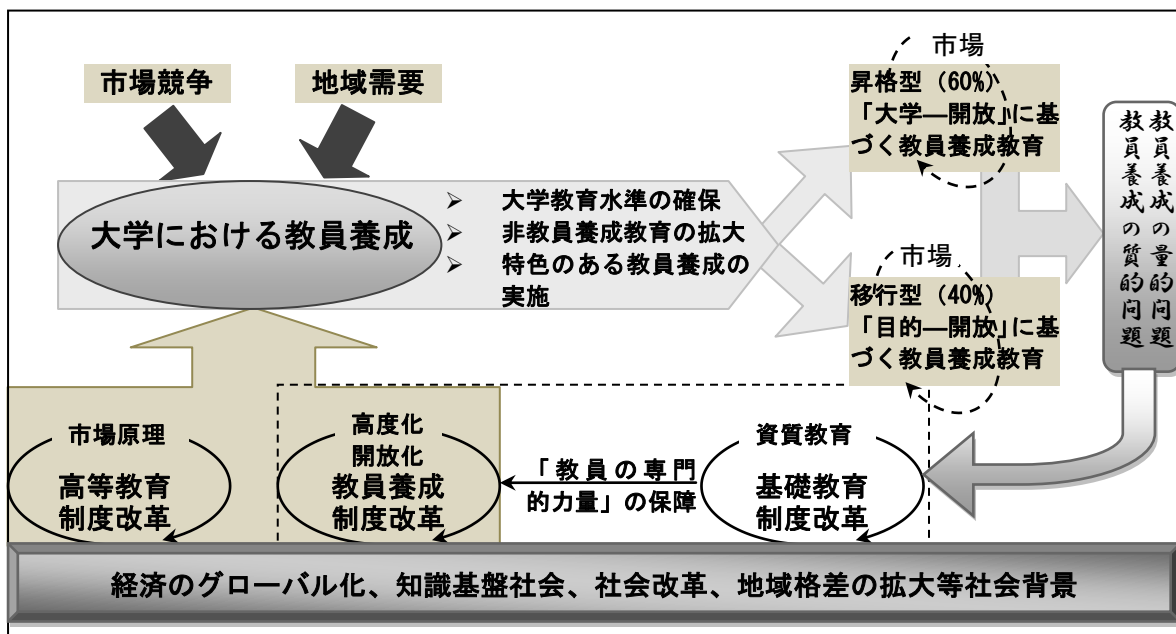 市場
市場競争
地域需要
昇格型（60%）
「大学―開放」に基
づく教員養成教育
教員養成の量的问题
教員養成の質的问题
大学における教員養成
➢ 大学教育水準の確保
➢ 非教員養成教育の拡大
➢ 特色のある教員養成の
実施
市場
移行型（40%）
「目的―開放」に基
づく教員養成教育
市場原理
高等教育
制度改革
高度化
開放化
教員養成
制度改革
「教員の専門
的力量」の保障
資質教育
基礎教育
制度改革
経済のグローバル化、知識基盤社会、社会改革、地域格差の拡大等社会背景